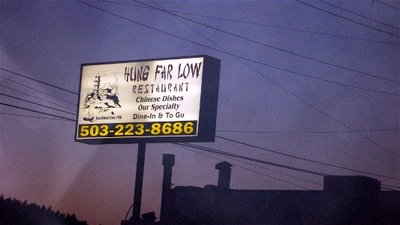 HUNG FAR LOW
RESTAURANT
Chinese Dishes
Our Specialty
Dine-In & To Go
503-223-8686